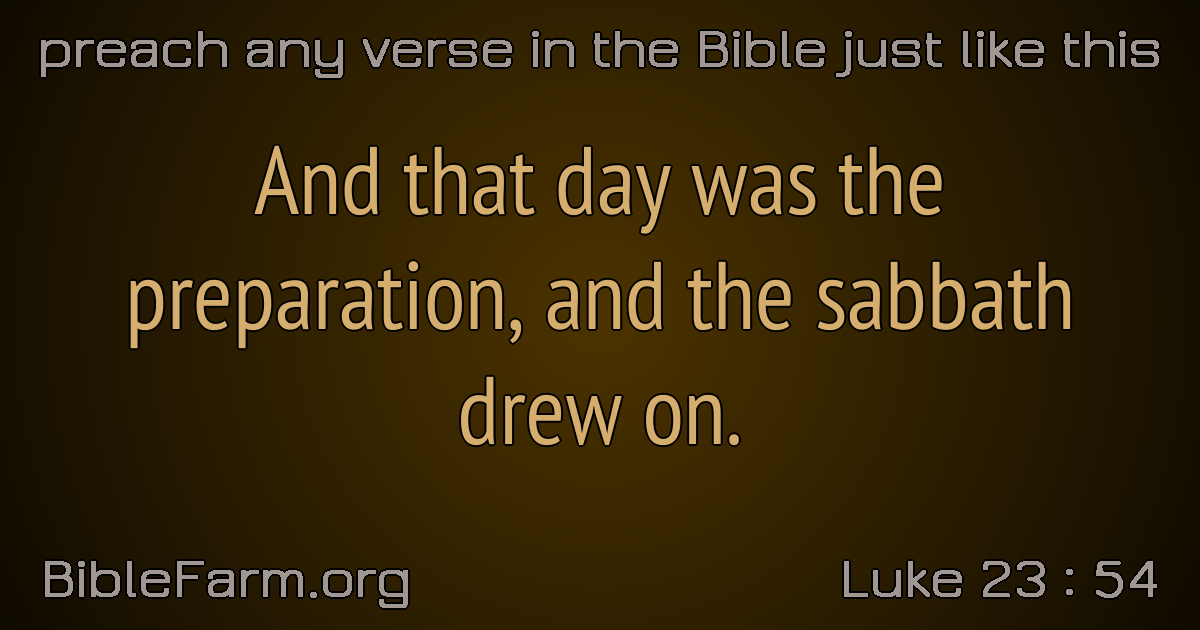 preach any verse in the Bible just like this
And that day was the
preparation, and the sabbath
drew on.
BibleFarm.org
Luke 23 : 54